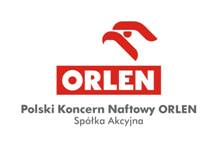 ORLEN
Polski Koncern Naftowy ORLEN
Spółka Akcyjna